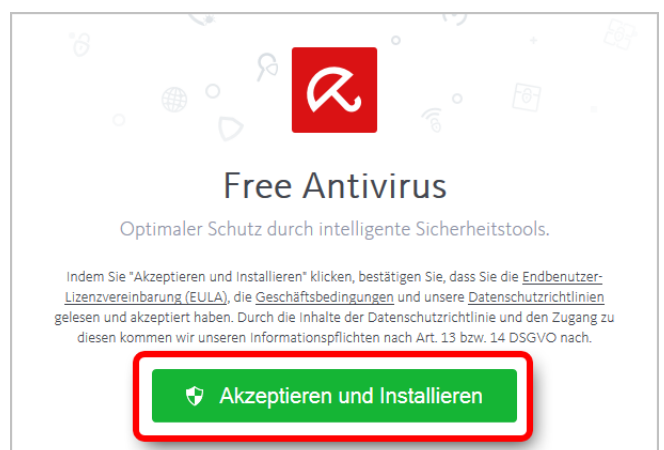 Free Antivirus
Optimaler Schutz durch intelligente Sicherheitstools.
Indem Sie "Akzeptieren und Installieren" klicken, bestätigen Sie, dass Sie die Endbenutzer-
Lizenzvereinbarung (EULA), die Geschäftsbedingungen und unsere Datenschutzrichtlinien
gelesen und akzeptiert haben. Durch die Inhalte der Datenschutzrichtlinie und den Zugang zu
diesen kommen wir unseren Informationspflichten nach Art. 13 bzw. 14 DSGVO nach.
Akzeptieren und Installieren